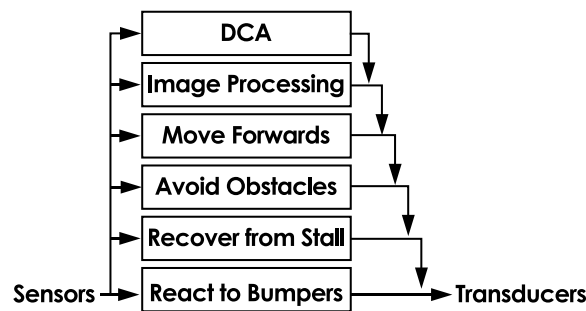 DCA
Image Processing
Move Forwards
Avoid Obstacles
Recover from Stall
Sensors
React to Bumpers
Transducers